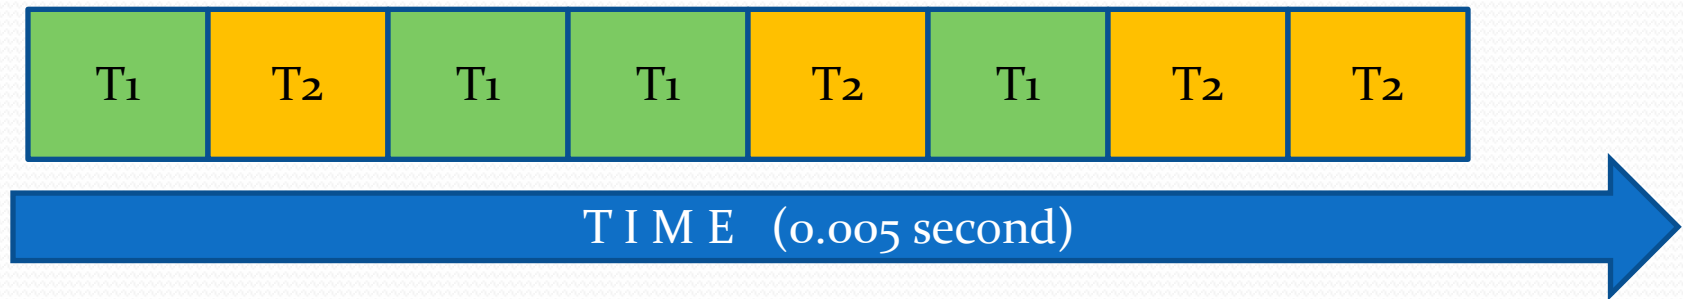 T1 T2 T1 T1 T2 T1 T2 T2
T I M E (0.005 second)